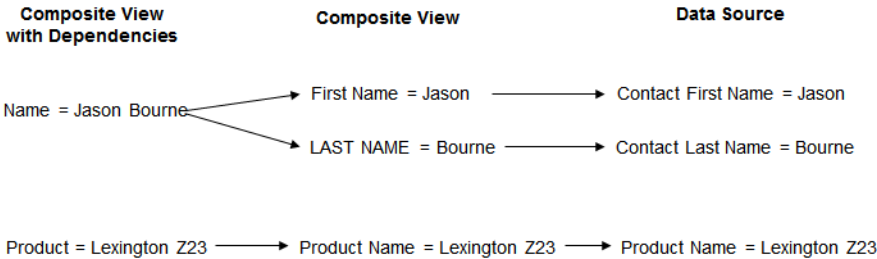 Composite View
with Dependencies
Composite View
Data Source
Name = Jason Bourne
First Name = Jason
Contact First Name = Jason
LAST NAME = Bourne
Contact Last Name = Bourne
Product = Lexington Z23
Product Name = Lexington Z23
Product Name = Lexington Z23